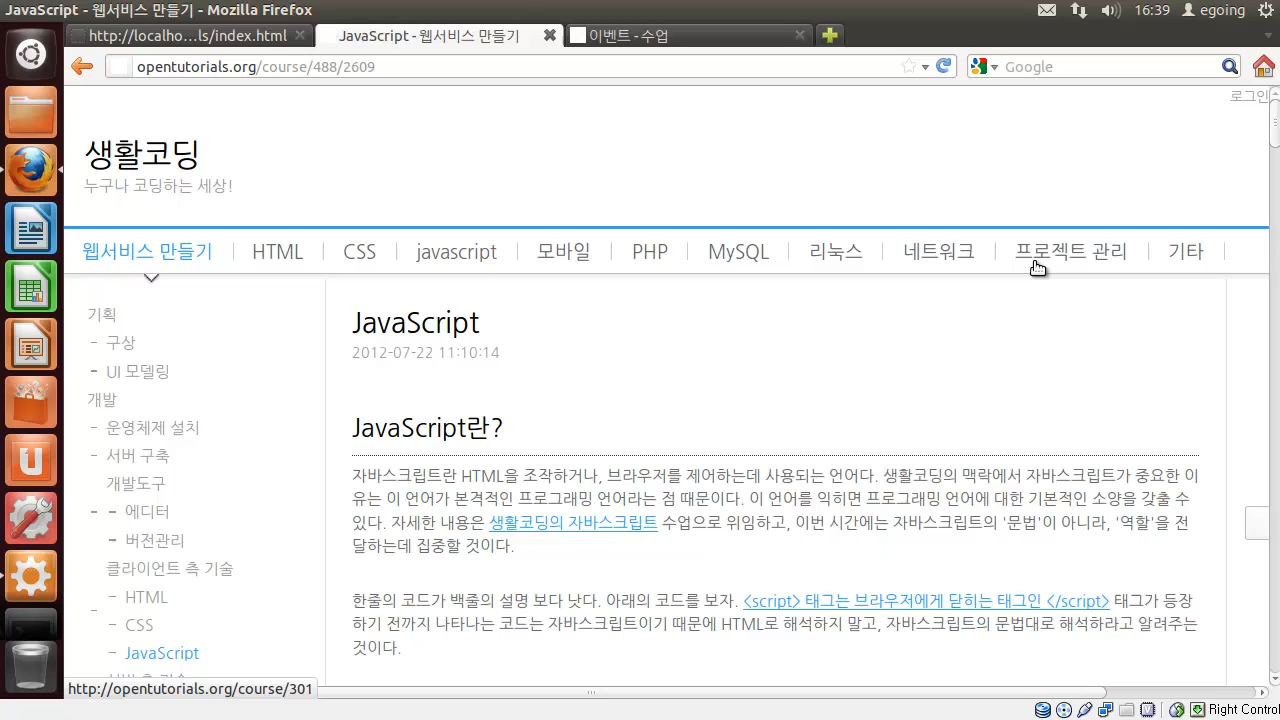 JavaScript - 웹서비스 만들기 - Mozilla Firefox
16:39
egoing
http://localho...ls/index.html
JavaScript - 웹서비스 만들기
이벤트 - 수업
opentutorials.org/course/488/2609
Google
로그인
생활코딩
누구나 코딩하는 세상!
웹서비스 만들기
HTML
CSS
javascript
모바일
PHP
MySQL
리눅스
네트워크
프로젝트 관리
기타
기획
- 구상
- UI 모델링
개발
- 운영체제 설치
- 서버 구축
개발도구
- - 에디터
- 버전관리
클라이언트 측 기술
- HTML
- CSS
- JavaScript
JavaScript
2012-07-22 11:10:14
JavaScript란?
자바스크립트란 HTML을 조작하거나, 브라우저를 제어하는데 사용되는 언어다. 생활코딩의 맥락에서 자바스크립트가 중요한 이
유는 이 언어가 본격적인 프로그래밍 언어라는 점 때문이다. 이 언어를 익히면 프로그래밍 언어에 대한 기본적인 소양을 갖출 수
있다. 자세한 내용은 생활코딩의 자바스크립트 수업으로 위임하고, 이번 시간에는 자바스크립트의 '문법'이 아니라, '역할'을 전
달하는데 집중할 것이다.
한줄의 코드가 백줄의 설명 보다 낫다. 아래의 코드를 보자. <script> 태그는 브라우저에게 닫히는 태그인 </script> 태그가 등장
하기 전까지 나타나는 코드는 자바스크립트이기 때문에 HTML로 해석하지 말고, 자바스크립트의 문법대로 해석하라고 알려주는
것이다.
http://opentutorials.org/course/301
Right Control